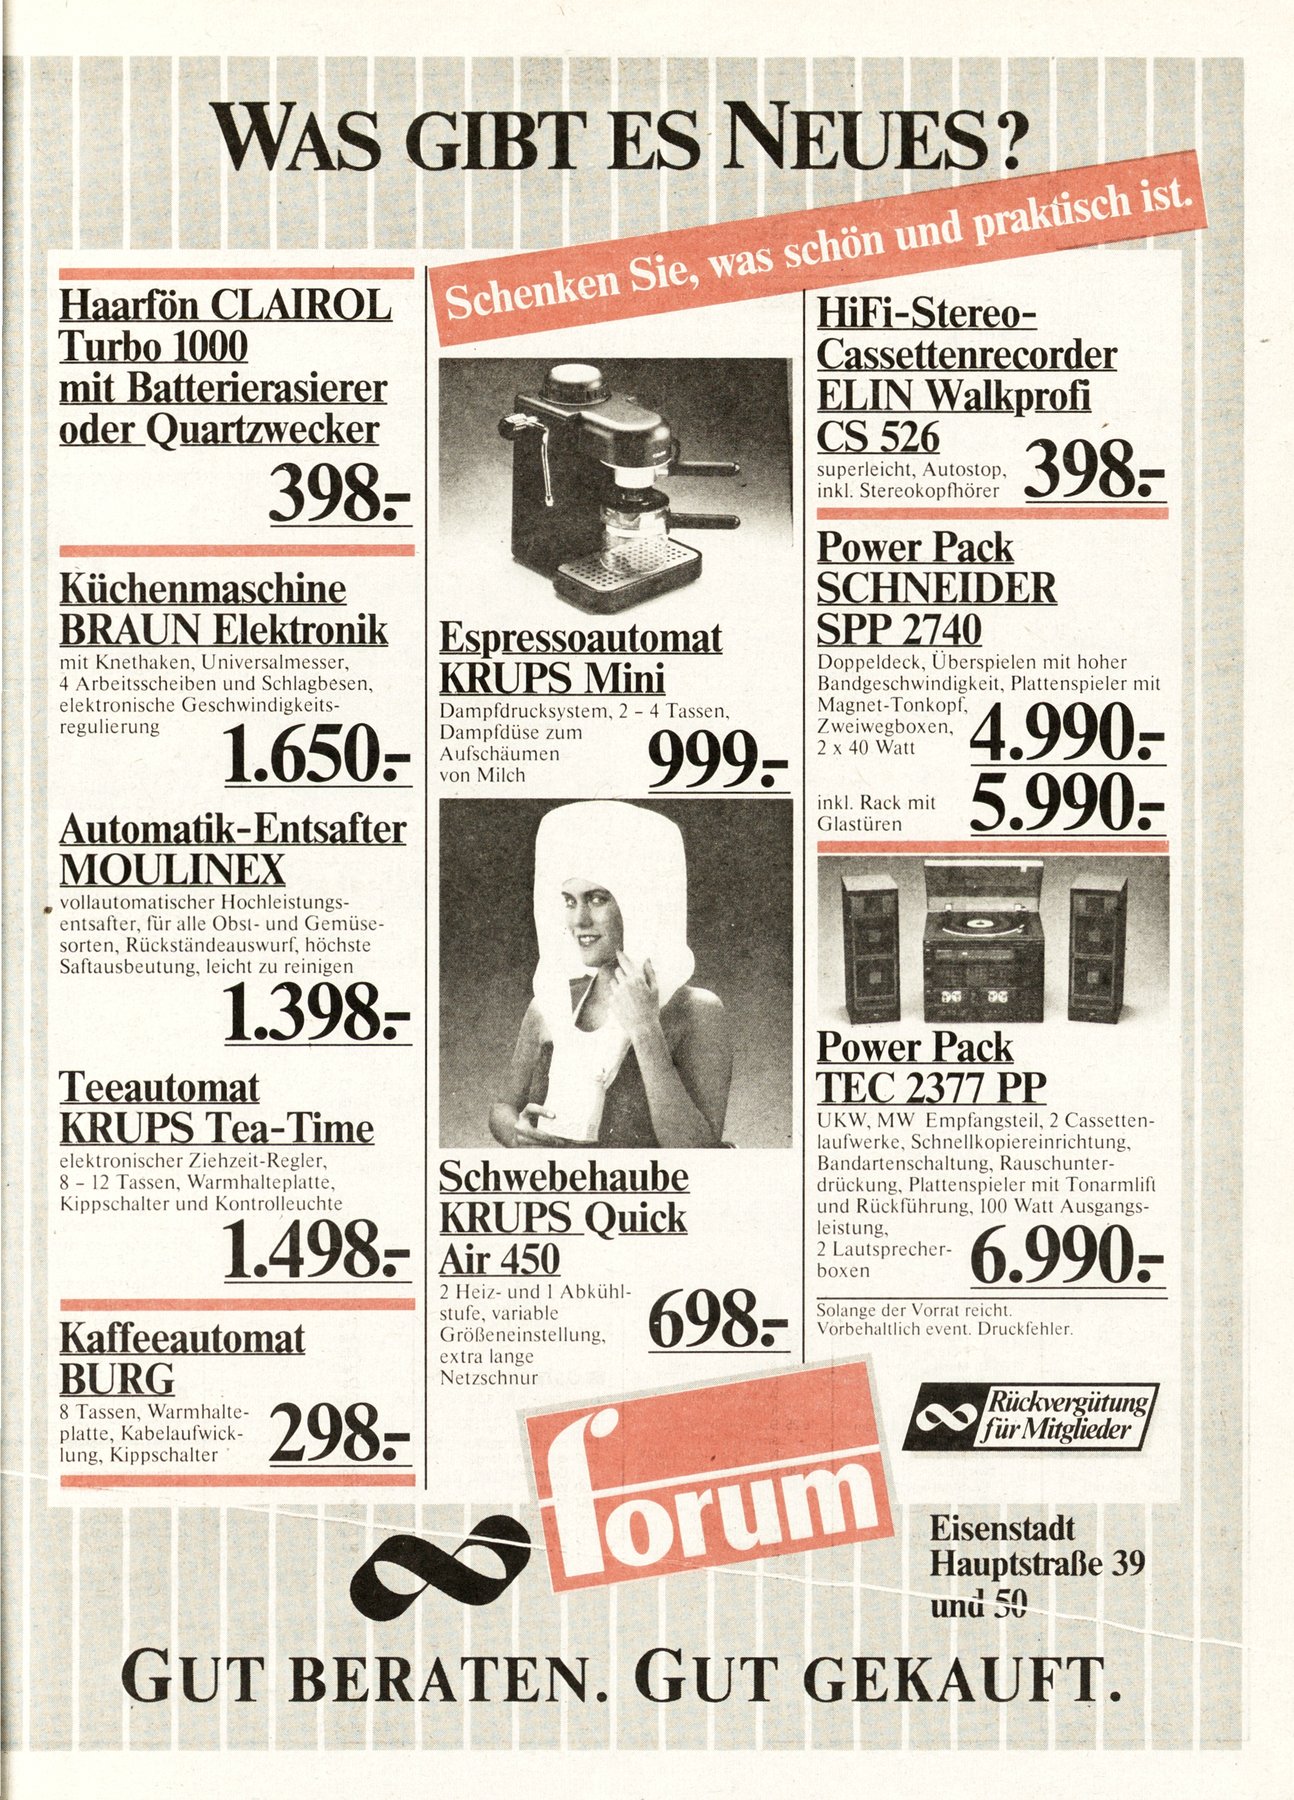 WAS GIBT ES NEUES?
Schenken Sie, was schön und praktisch ist.
Haarfön CLAIROL
Turbo 1000
mit Batterierasierer
oder Quartzwecker
398.-
Küchenmaschine
BRAUN Elektronik
mit Knethaken, Universalmesser,
4 Arbeitsscheiben und Schlagbesen,
elektronische Geschwindigkeits-
regulierung
1.650.-
Automatik-Entsafter
MOULINEX
vollautomatischer Hochleistungs-
entsafter, für alle Obst- und Gemüse-
sorten, Rückständeauswurf, höchste
Saftausbeutung, leicht zu reinigen
1.398.-
Teeautomat
KRUPS Tea-Time
elektronischer Ziehzeit-Regler,
8 – 12 Tassen, Warmhalteplatte,
Kippschalter und Kontrolleuchte
1.498.-
Kaffeeautomat
BURG
8 Tassen, Warmhalte-
platte, Kabelaufwick-
lung, Kippschalter
298.-
Espressoautomat
KRUPS Mini
Dampfdrucksystem, 2 – 4 Tassen,
Dampfdüse zum
Aufschäumen
von Milch
999.-
Schwebehaube
KRUPS Quick
Air 450
2 Heiz- und 1 Abkühl-
stufe, variable
Größeneinstellung,
extra lange
Netzschnur
698.-
HiFi-Stereo-
Cassettenrecorder
ELIN Walkprofi
CS 526
superleicht, Autostop,
inkl. Stereokopfhörer
398.-
Power Pack
SCHNEIDER
SPP 2740
Doppeldeck, Überspielen mit hoher
Bandgeschwindigkeit, Plattenspieler mit
Magnet-Tonkopf,
Zweiwegboxen,
2 x 40 Watt
4.990.-
inkl. Rack mit
Glastüren
5.990.-
Power Pack
TEC 2377 PP
UKW, MW Empfangsteil, 2 Cassetten-
laufwerke, Schnellkopiereinrichtung,
Bandartenschaltung, Rauschunter-
drückung, Plattenspieler mit Tonarmlift
und Rückführung, 100 Watt Ausgangs-
leistung,
2 Lautsprecher-
boxen
6.990.-
Solange der Vorrat reicht.
Vorbehaltlich event. Druckfehler.
Rückvergütung
für Mitglieder
forum
Eisenstadt
Hauptstraße 39
und 50
GUT BERATEN. GUT GEKAUFT.